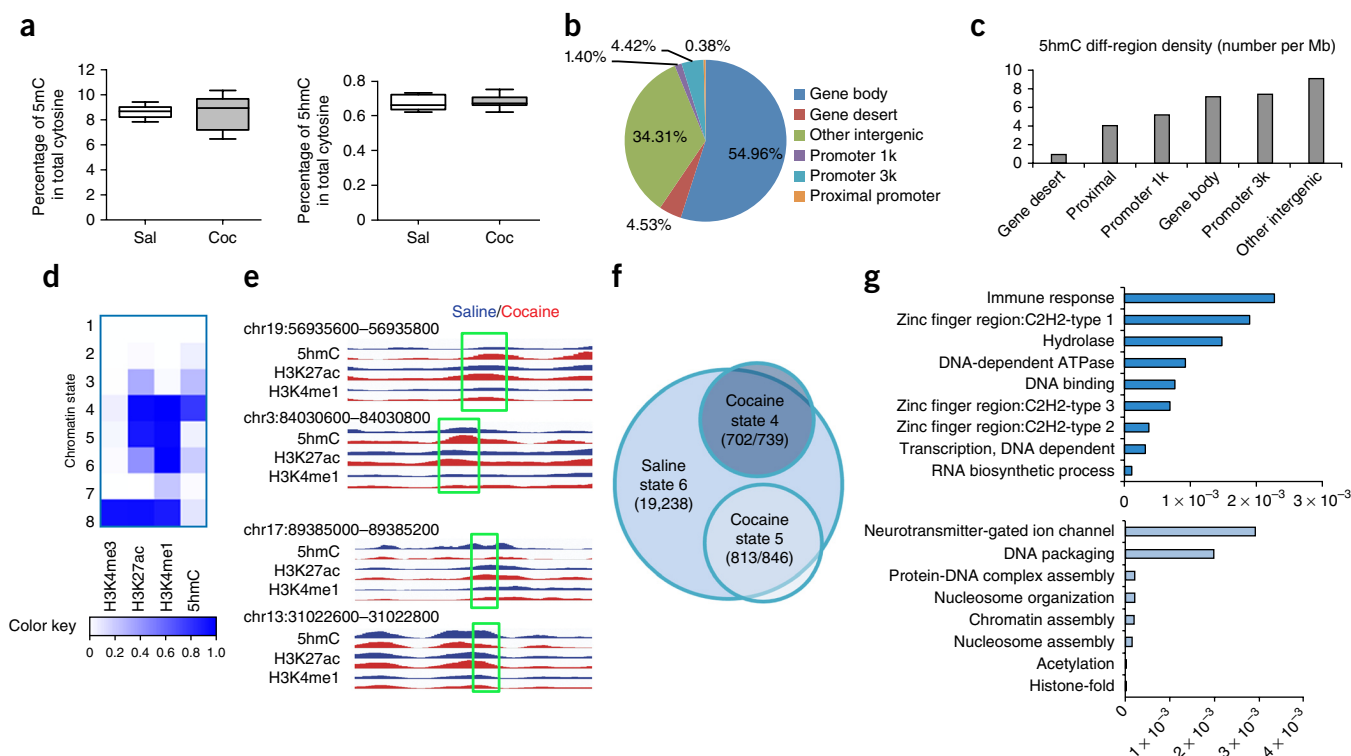 a
Percentage of 5mC
in total cytosine
12
10
8
6
4
2
0
Sal
Coc
Percentage of 5hmC
in total cytosine
0.8
0.6
0.4
0.2
0
Sal
Coc
b
4.42%
0.38%
1.40%
34.31%
54.96%
4.53%
Gene body
Gene desert
Other intergenic
Promoter 1k
Promoter 3k
Proximal promoter
c
5hmC diff-region density (number per Mb)
10
8
6
4
2
0
Gene desert
Proximal
Promoter 1k
Gene body
Promoter 3k
Other intergenic
d
Chromatin state
1
2
3
4
5
6
7
8
H3K4me3
H3K27ac
H3K4me1
5hmC
Color key
0 0.2 0.4 0.6 0.8 1.0
e
Saline/Cocaine
chr19:56935600–56935800
5hmC
H3K27ac
H3K4me1
chr3:84030600–84030800
5hmC
H3K27ac
H3K4me1
chr17:89385000–89385200
5hmC
H3K27ac
H3K4me1
chr13:31022600–31022800
5hmC
H3K27ac
H3K4me1
f
Cocaine
state 4
(702/739)
Saline
state 6
(19,238)
Cocaine
state 5
(813/846)
g
Immune response
Zinc finger region:C2H2-type 1
Hydrolase
DNA-dependent ATPase
DNA binding
Zinc finger region:C2H2-type 3
Zinc finger region:C2H2-type 2
Transcription, DNA dependent
RNA biosynthetic process
0 1 × 10⁻³ 2 × 10⁻³ 3 × 10⁻³
Neurotransmitter-gated ion channel
DNA packaging
Protein-DNA complex assembly
Nucleosome organization
Chromatin assembly
Nucleosome assembly
Acetylation
Histone-fold
0
1 × 10⁻³
2 × 10⁻³
3 × 10⁻³
4 × 10⁻³